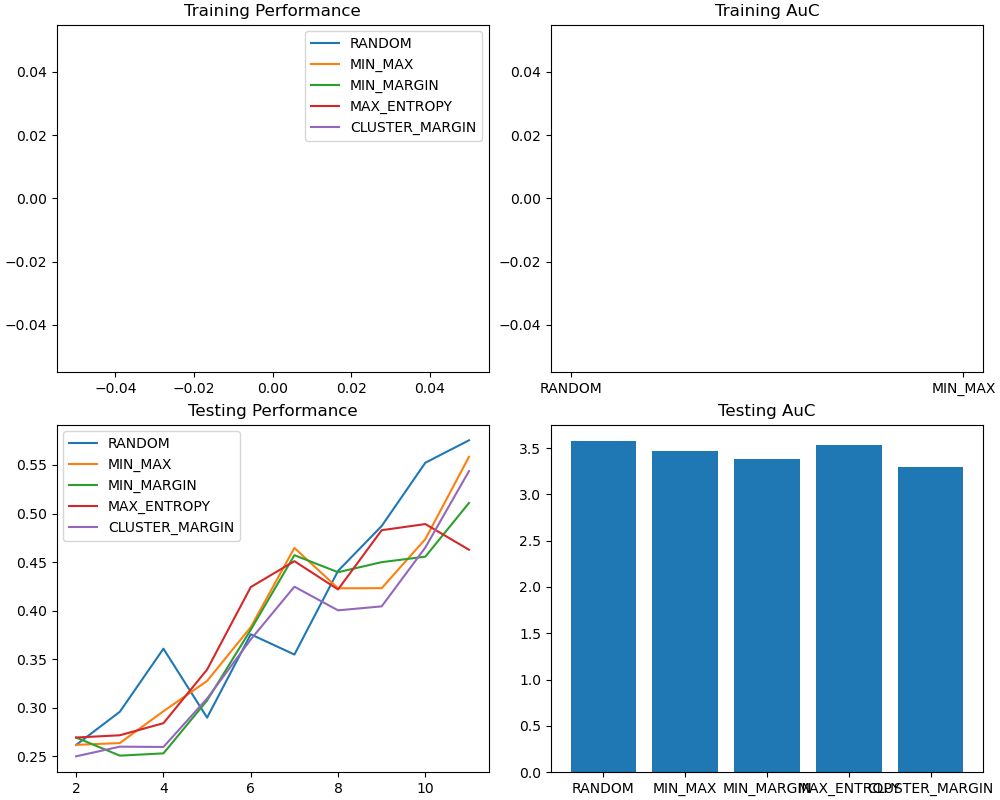 Training Performance
0.04
0.02
0.00
−0.02
−0.04
RANDOM
MIN_MAX
MIN_MARGIN
MAX_ENTROPY
CLUSTER_MARGIN
−0.04 −0.02 0.00 0.02 0.04
Training AuC
0.04
0.02
0.00
−0.02
−0.04
RANDOM MIN_MAX
Testing Performance
0.55
0.50
0.45
0.40
0.35
0.30
0.25
RANDOM
MIN_MAX
MIN_MARGIN
MAX_ENTROPY
CLUSTER_MARGIN
2 4 6 8 10
Testing AuC
3.5
3.0
2.5
2.0
1.5
1.0
0.5
0.0
RANDOM MIN_MAX MIN_MARGIN MAX_ENTROPY CLUSTER_MARGIN